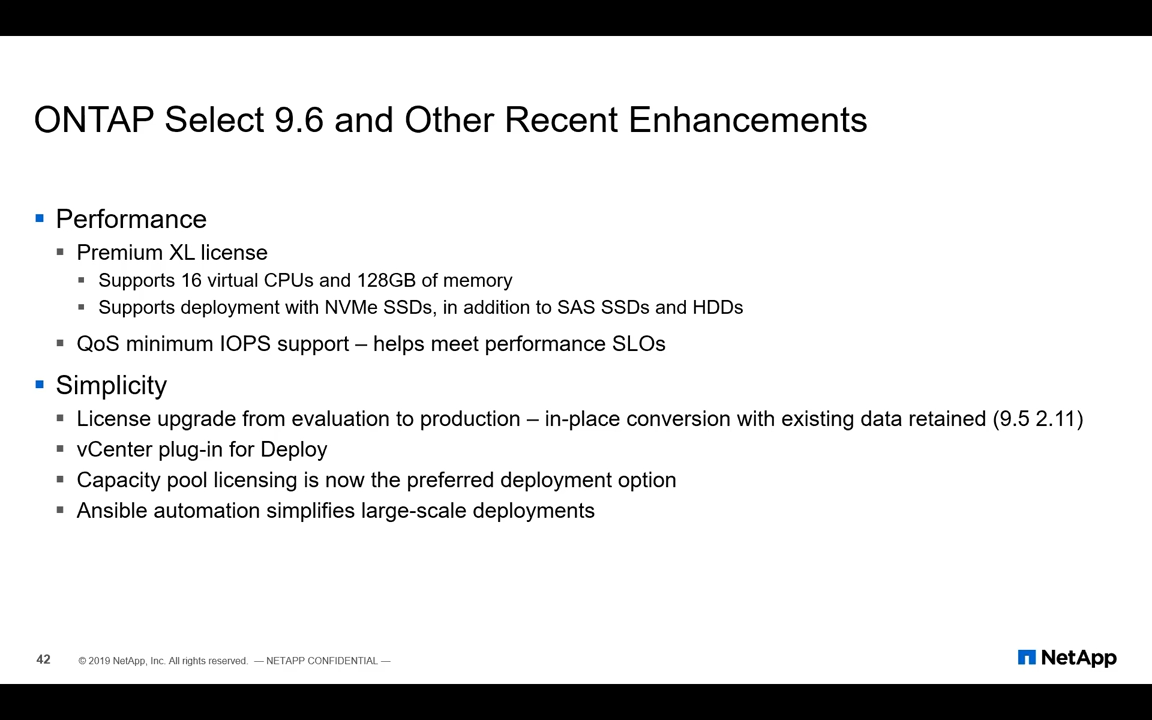 ONTAP Select 9.6 and Other Recent Enhancements
Performance
Premium XL license
Supports 16 virtual CPUs and 128GB of memory
Supports deployment with NVMe SSDs, in addition to SAS SSDs and HDDs
QoS minimum IOPS support – helps meet performance SLOs
Simplicity
License upgrade from evaluation to production – in-place conversion with existing data retained (9.5 2.11)
vCenter plug-in for Deploy
Capacity pool licensing is now the preferred deployment option
Ansible automation simplifies large-scale deployments
42 © 2019 NetApp, Inc. All rights reserved. — NETAPP CONFIDENTIAL —
NetApp